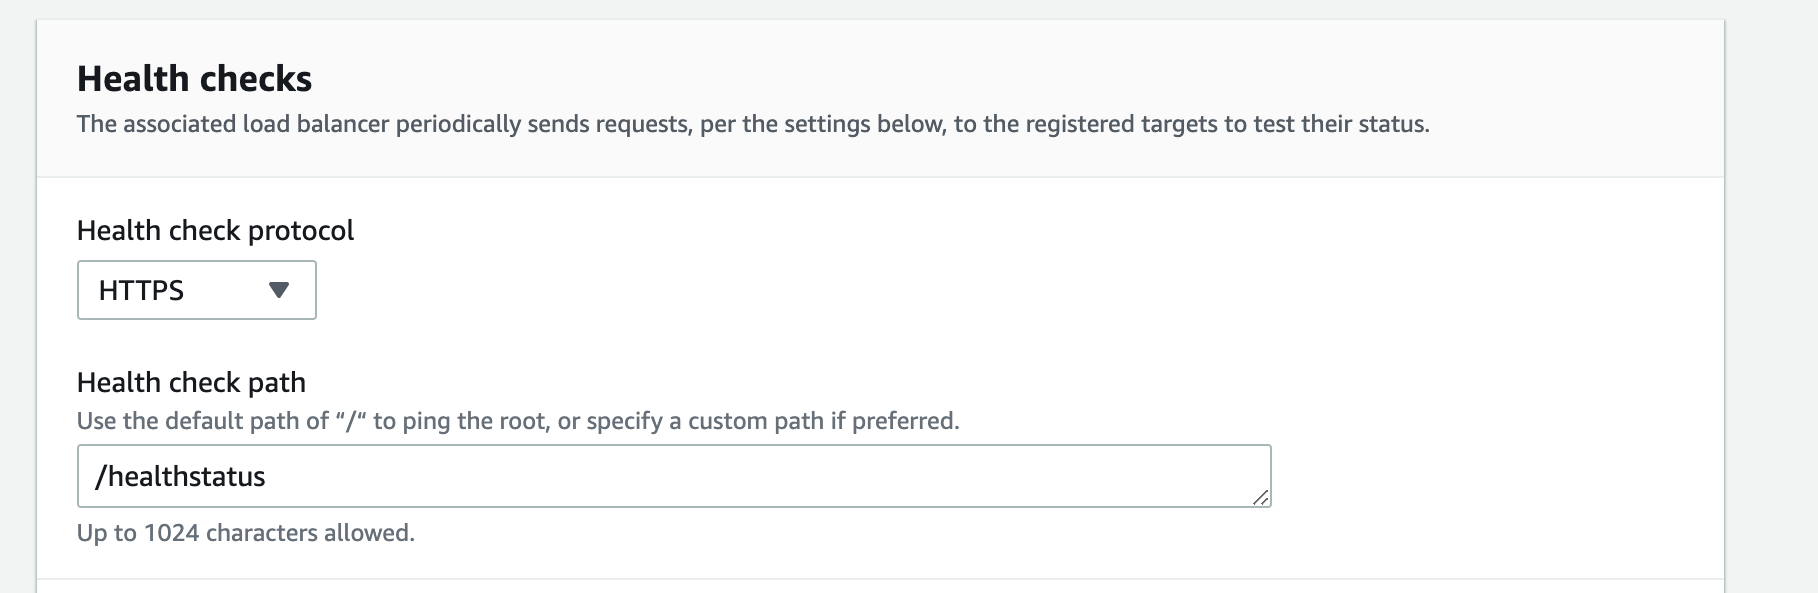 Health checks
The associated load balancer periodically sends requests, per the settings below, to the registered targets to test their status.
Health check protocol
HTTPS
Health check path
Use the default path of “/“ to ping the root, or specify a custom path if preferred.
/healthstatus
Up to 1024 characters allowed.